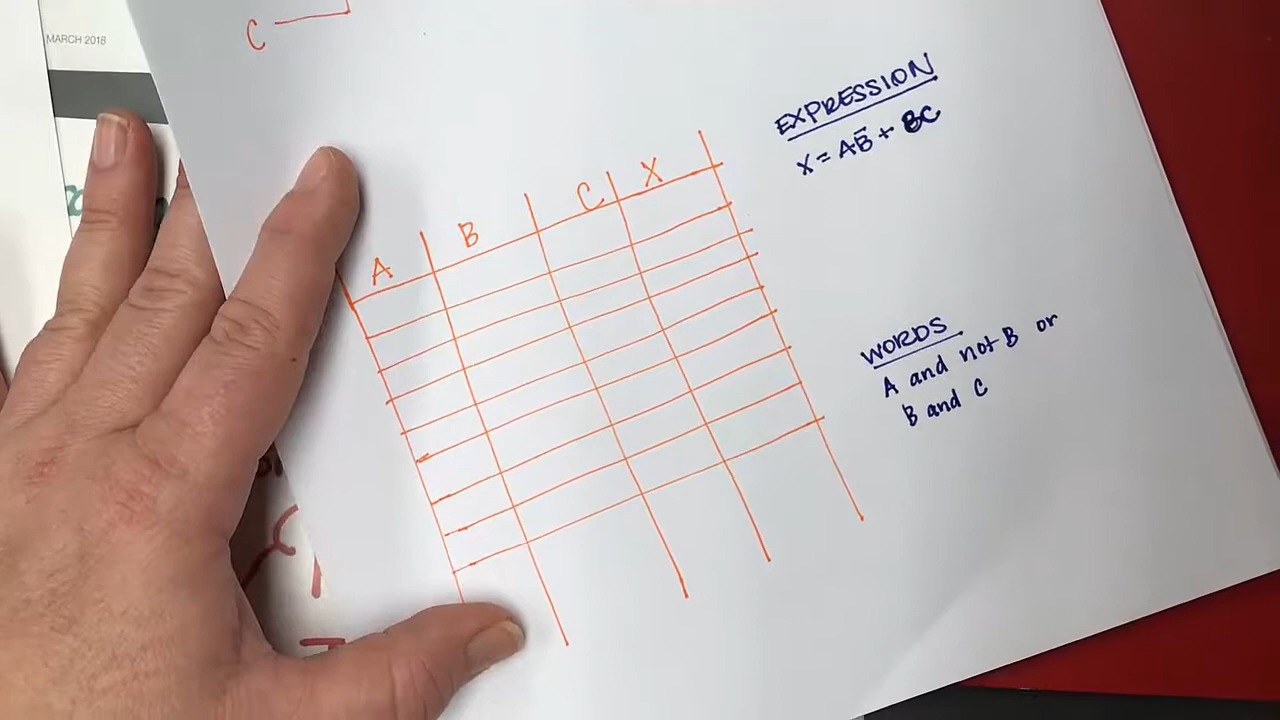 MARCH 2018
C
EXPRESSION
X = AB̅ + BC
A B C X
WORDS
A and not B or
B and C